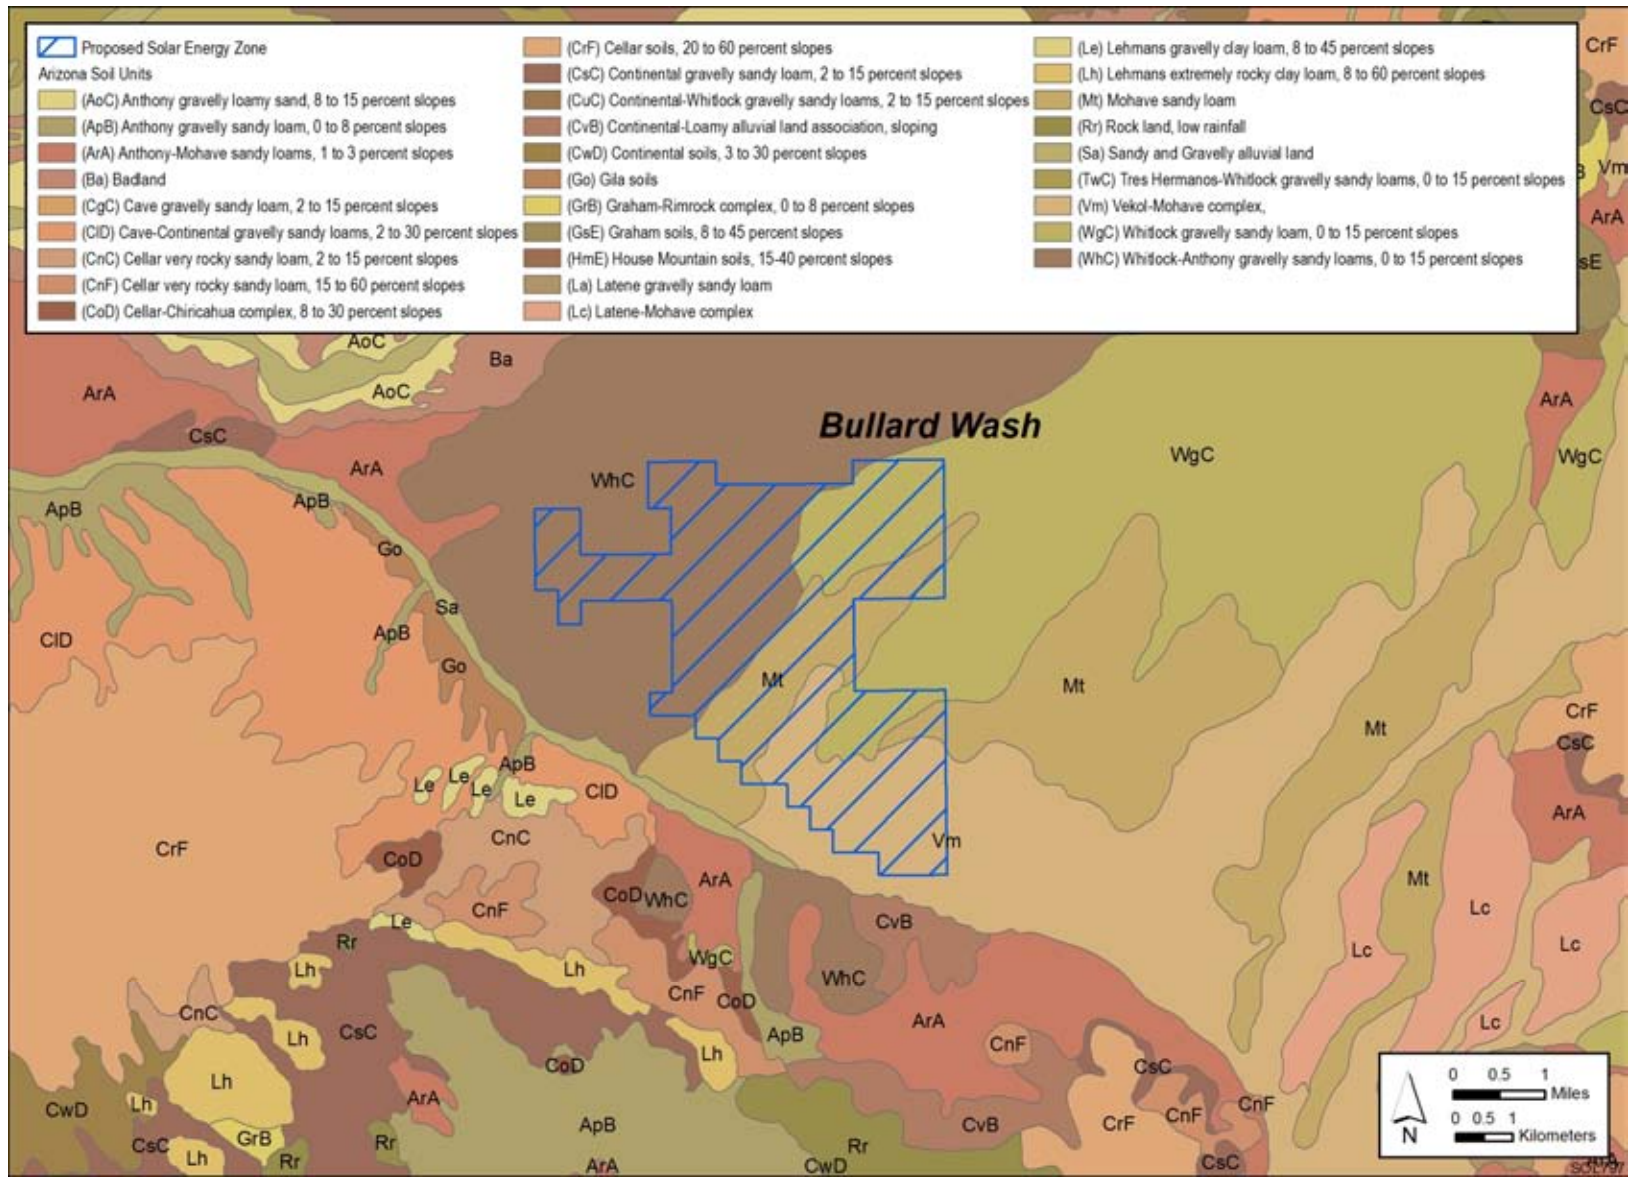 Proposed Solar Energy Zone
Arizona Soil Units
(AoC) Anthony gravelly loamy sand, 8 to 15 percent slopes
(ApB) Anthony gravelly sandy loam, 0 to 8 percent slopes
(ArA) Anthony-Mohave sandy loams, 1 to 3 percent slopes
(Ba) Badland
(CgC) Cave gravelly sandy loam, 2 to 15 percent slopes
(ClD) Cave-Continental gravelly sandy loams, 2 to 30 percent slopes
(CnC) Cellar very rocky sandy loam, 2 to 15 percent slopes
(CnF) Cellar very rocky sandy loam, 15 to 60 percent slopes
(CoD) Cellar-Chiricahua complex, 8 to 30 percent slopes
(CrF) Cellar soils, 20 to 60 percent slopes
(CsC) Continental gravelly sandy loam, 2 to 15 percent slopes
(CuC) Continental-Whitlock gravelly sandy loams, 2 to 15 percent slopes
(CvB) Continental-Loamy alluvial land association, sloping
(CwD) Continental soils, 3 to 30 percent slopes
(Go) Gila soils
(GrB) Graham-Rimrock complex, 0 to 8 percent slopes
(GsE) Graham soils, 8 to 45 percent slopes
(HmE) House Mountain soils, 15-40 percent slopes
(La) Latene gravelly sandy loam
(Lc) Latene-Mohave complex
(Le) Lehmans gravelly clay loam, 8 to 45 percent slopes
(Lh) Lehmans extremely rocky clay loam, 8 to 60 percent slopes
(Mt) Mohave sandy loam
(Rr) Rock land, low rainfall
(Sa) Sandy and Gravelly alluvial land
(TwC) Tres Hermanos-Whitlock gravelly sandy loams, 0 to 15 percent slopes
(Vm) Vekol-Mohave complex,
(WgC) Whitlock gravelly sandy loam, 0 to 15 percent slopes
(WhC) Whitlock-Anthony gravelly sandy loams, 0 to 15 percent slopes
CrF
CsC
Vm
ArA
sE
AoC
Ba
AoC
ArA
ArA
Bullard Wash
CsC
WgC
WgC
ArA
WhC
ApB
ApB
Go
Sa
ApB
ClD
Go
Mt
Mt
CrF
Mt
CsC
ApB
Le
Le
Le
Le
ClD
ArA
CnC
Vm
CrF
CoD
ArA
Mt
CoD
WhC
Lc
CnF
Le
CvB
Rr
Lc
Lc
WgC
Lh
Lh
WhC
CnF
CoD
CnC
ArA
Lc
CsC
Lh
ApB
CnF
Lh
CoD
CsC
Lh
ArA
CnF
CwD
Lh
CnF
CrF
CvB
ApB
GrB
CsC
Rr
Rr
Lh
Rr
CwD
ArA
CsC
N
0 0.5 1
Miles
0 0.5 1
Kilometers
SOL797